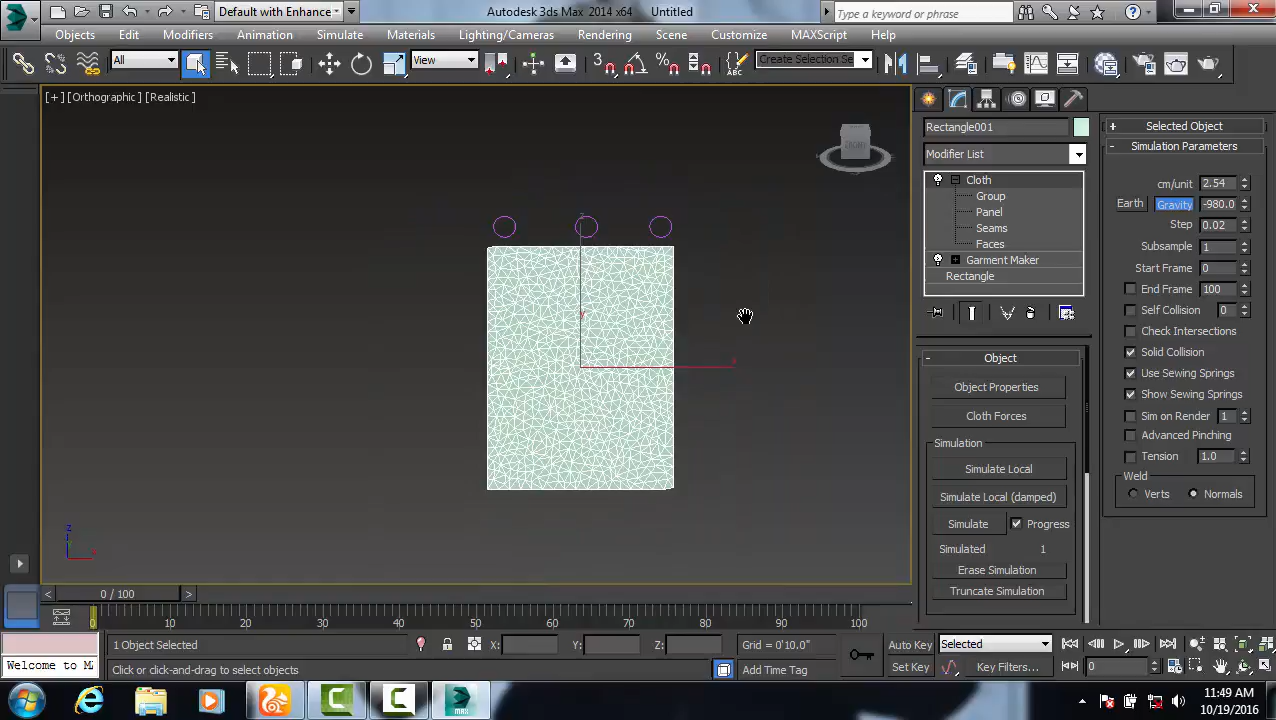 Default with Enhance
Autodesk 3ds Max 2014 x64 Untitled
Type a keyword or phrase
Objects Edit Modifiers Animation Simulate Materials Lighting/Cameras Rendering Scene Customize MAXScript Help
All View 3 Create Selection Se
[+] [Orthographic] [Realistic]
Rectangle001
Modifier List
Cloth
Group
Panel
Seams
Faces
Garment Maker
Rectangle
- Object
Object Properties
Cloth Forces
Simulation
Simulate Local
Simulate Local (damped)
Simulate Progress
Simulated 1
Erase Simulation
Truncate Simulation
+ Selected Object
- Simulation Parameters
cm/unit 2.54
Earth Gravity -980.0
Step 0.02
Subsample 1
Start Frame 0
End Frame 100
Self Collision 0
Check Intersections
Solid Collision
Use Sewing Springs
Show Sewing Springs
Sim on Render 1
Advanced Pinching
Tension 1.0
Weld
Verts Normals
y
x
z
< 0 / 100 >
0 10 20 30 40 50 60 70 80 90 100
1 Object Selected X: Y: Z: Grid = 0'10.0" Auto Key Selected
Welcome to M Click or click-and-drag to select objects Add Time Tag Set Key Key Filters... 0
MAX
11:49 AM
10/19/2016